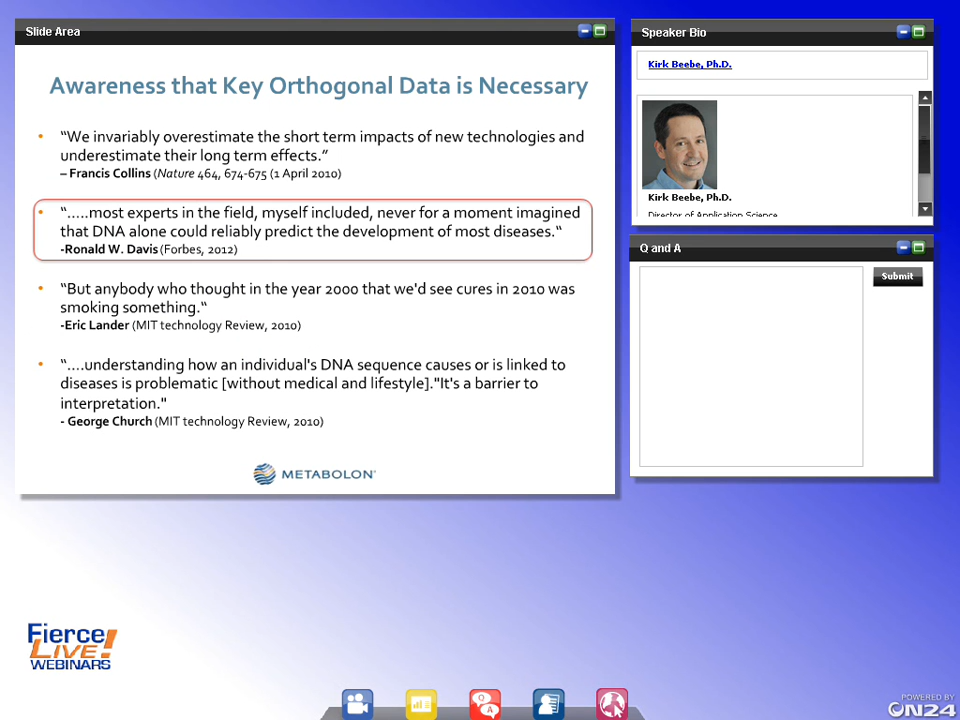 Slide Area
Awareness that Key Orthogonal Data is Necessary
• “We invariably overestimate the short term impacts of new technologies and
underestimate their long term effects.”
– Francis Collins (Nature 464, 674-675 (1 April 2010)
• “.....most experts in the field, myself included, never for a moment imagined
that DNA alone could reliably predict the development of most diseases.“
-Ronald W. Davis (Forbes, 2012)
• “But anybody who thought in the year 2000 that we'd see cures in 2010 was
smoking something.“
-Eric Lander (MIT technology Review, 2010)
• “....understanding how an individual's DNA sequence causes or is linked to
diseases is problematic [without medical and lifestyle]."It's a barrier to
interpretation."
- George Church (MIT technology Review, 2010)
METABOLON
Speaker Bio
Kirk Beebe, Ph.D.
Kirk Beebe, Ph.D.
Director of Application Science
Q and A
Submit
Fierce
LIVE!
WEBINARS
Q
A
POWERED BY
ON24